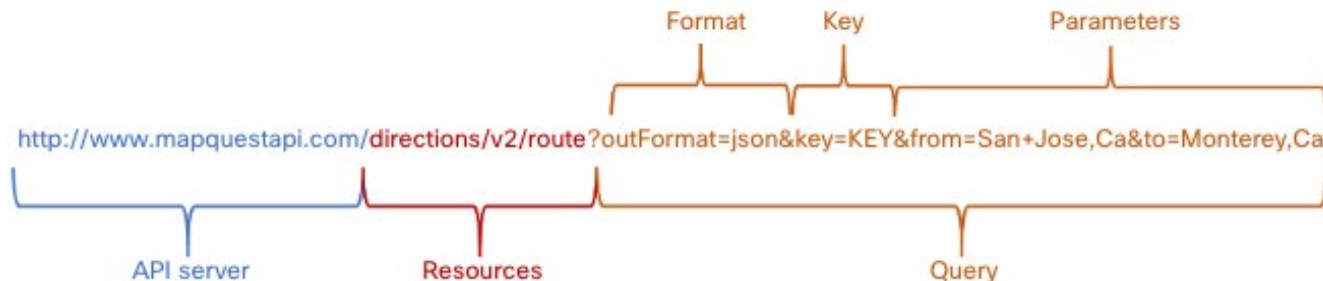 Format Key Parameters
http://www.mapquestapi.com/directions/v2/route?outFormat=json&key=KEY&from=San+Jose,Ca&to=Monterey,Ca
API server Resources Query